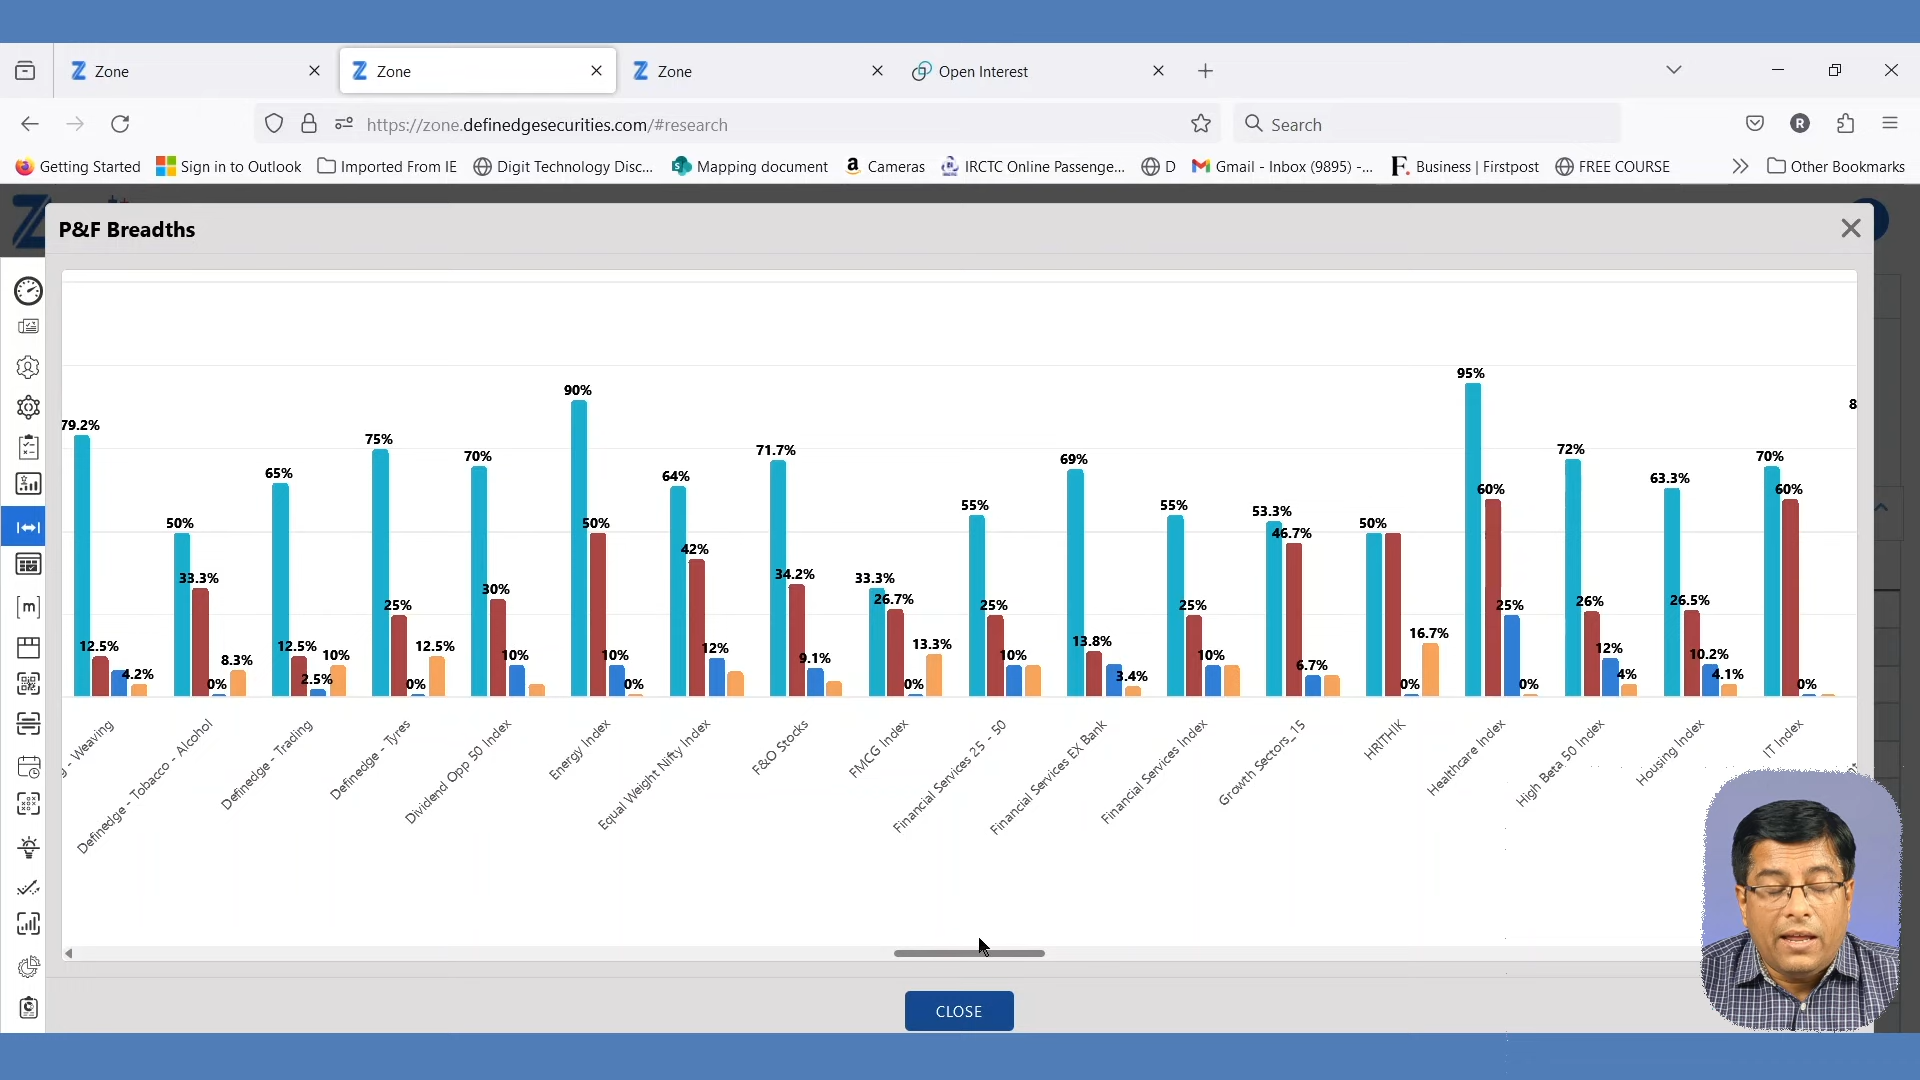 Zone
Zone
Zone
Open Interest
https://zone.definedgesecurities.com/#research
Search
R
Getting Started
Sign in to Outlook
Imported From IE
Digit Technology Disc...
Mapping document
Cameras
IRCTC Online Passenge...
D
Gmail - Inbox (9895) -...
Business | Firstpost
FREE COURSE
Other Bookmarks
P&F Breadths
79.2% 12.5% 4.2%
50% 33.3% 0% 8.3%
65% 12.5% 2.5% 10%
75% 25% 0% 12.5%
70% 30% 10%
90% 50% 10% 0%
64% 42% 12%
71.7% 34.2% 9.1%
33.3% 26.7% 0% 13.3%
55% 25% 10%
69% 13.8% 3.4%
55% 25% 10%
53.3% 46.7% 6.7%
50% 0% 16.7%
95% 60% 25% 0%
72% 26% 12% 4%
63.3% 26.5% 10.2% 4.1%
70% 60% 0%
8
- Weaving
Definedge - Tobacco - Alcohol
Definedge - Trading
Definedge - Tyres
Dividend Opp 50 Index
Energy Index
Equal Weight Nifty Index
F&O Stocks
FMCG Index
Financial Services 25 - 50
Financial Services EX Bank
Financial Services Index
Growth Sectors_15
HRITHIK
Healthcare Index
High Beta 50 Index
Housing Index
IT Index
[m]
CLOSE